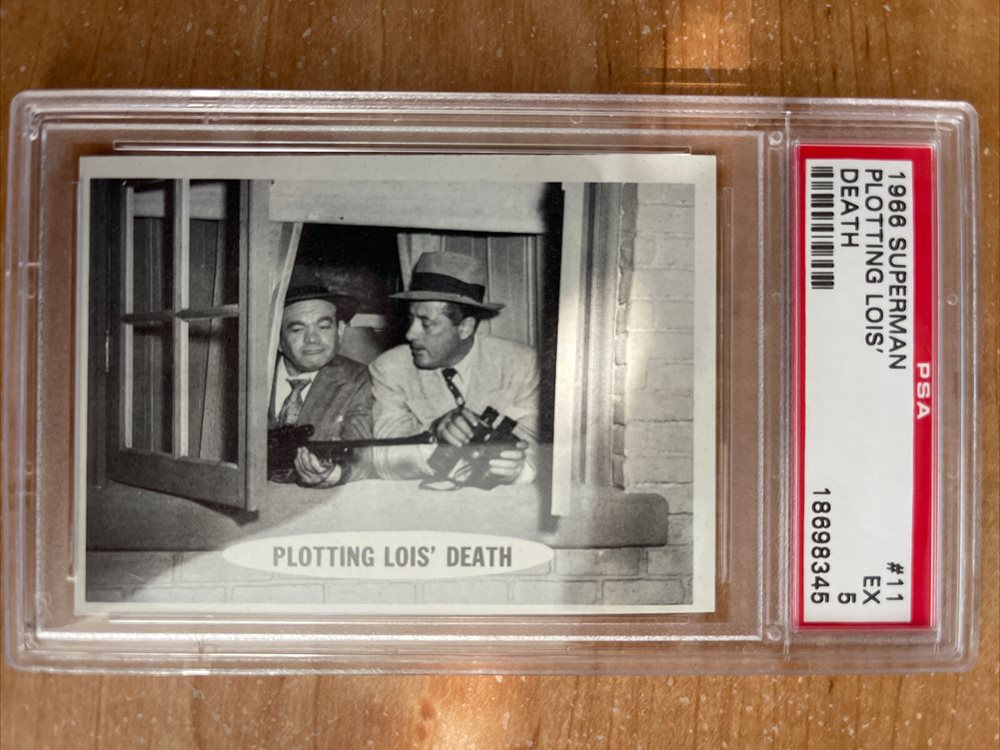 PLOTTING LOIS' DEATH
PSA
1966 SUPERMAN
PLOTTING LOIS'
DEATH
#11
EX
5
18698345